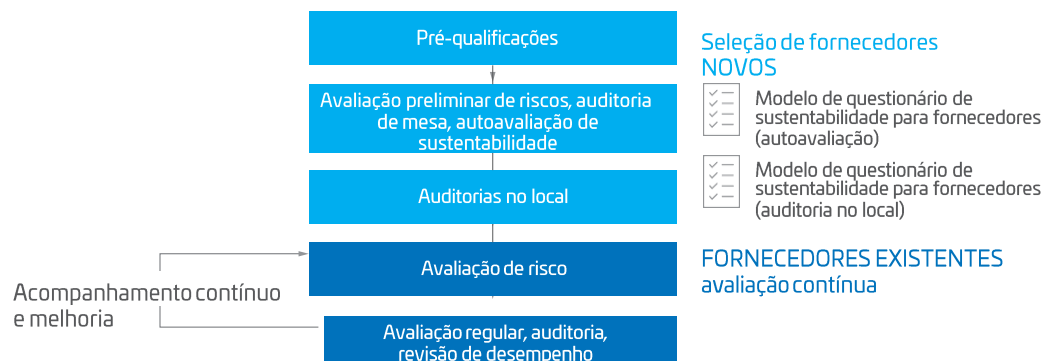 Pré-qualificações
Avaliação preliminar de riscos, auditoria
de mesa, autoavaliação de
sustentabilidade
Auditorias no local
Avaliação de risco
Avaliação regular, auditoria,
revisão de desempenho
Acompanhamento contínuo
e melhoria
Seleção de fornecedores
NOVOS
Modelo de questionário de
sustentabilidade para fornecedores
(autoavaliação)
Modelo de questionário de
sustentabilidade para fornecedores
(auditoria no local)
FORNECEDORES EXISTENTES
avaliação contínua